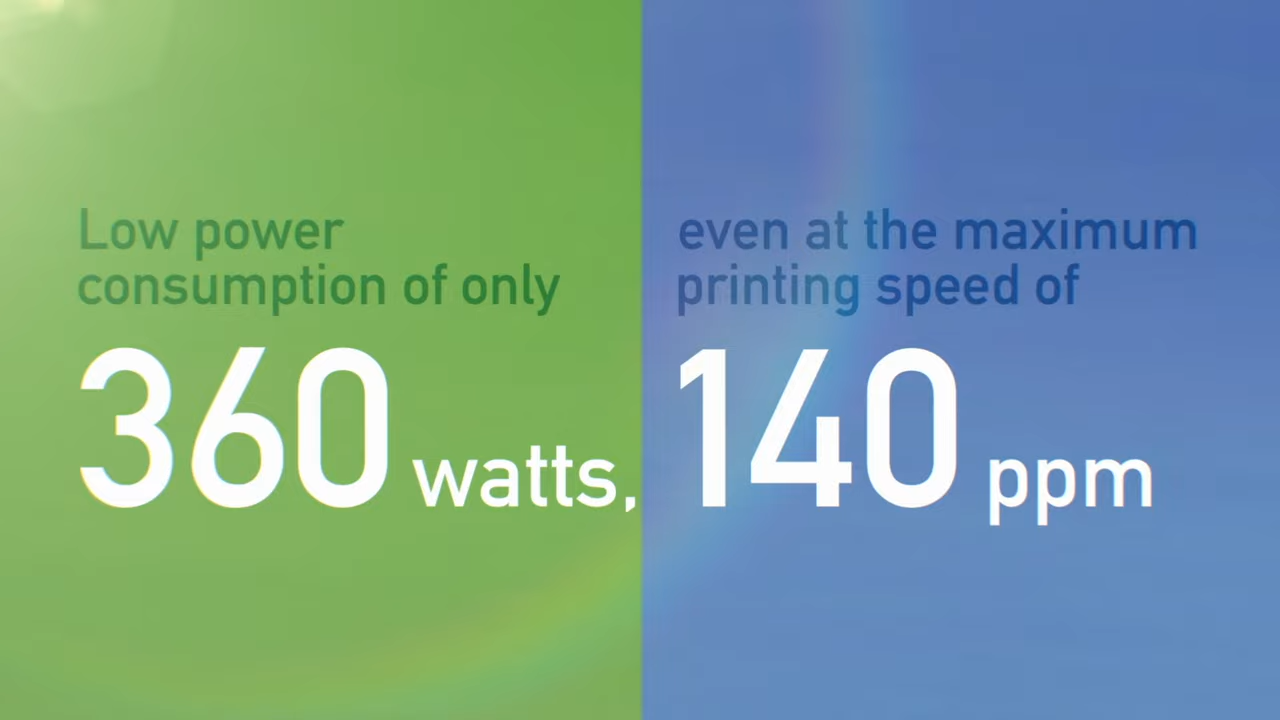 Low power
consumption of only
360 watts,
even at the maximum
printing speed of
140 ppm